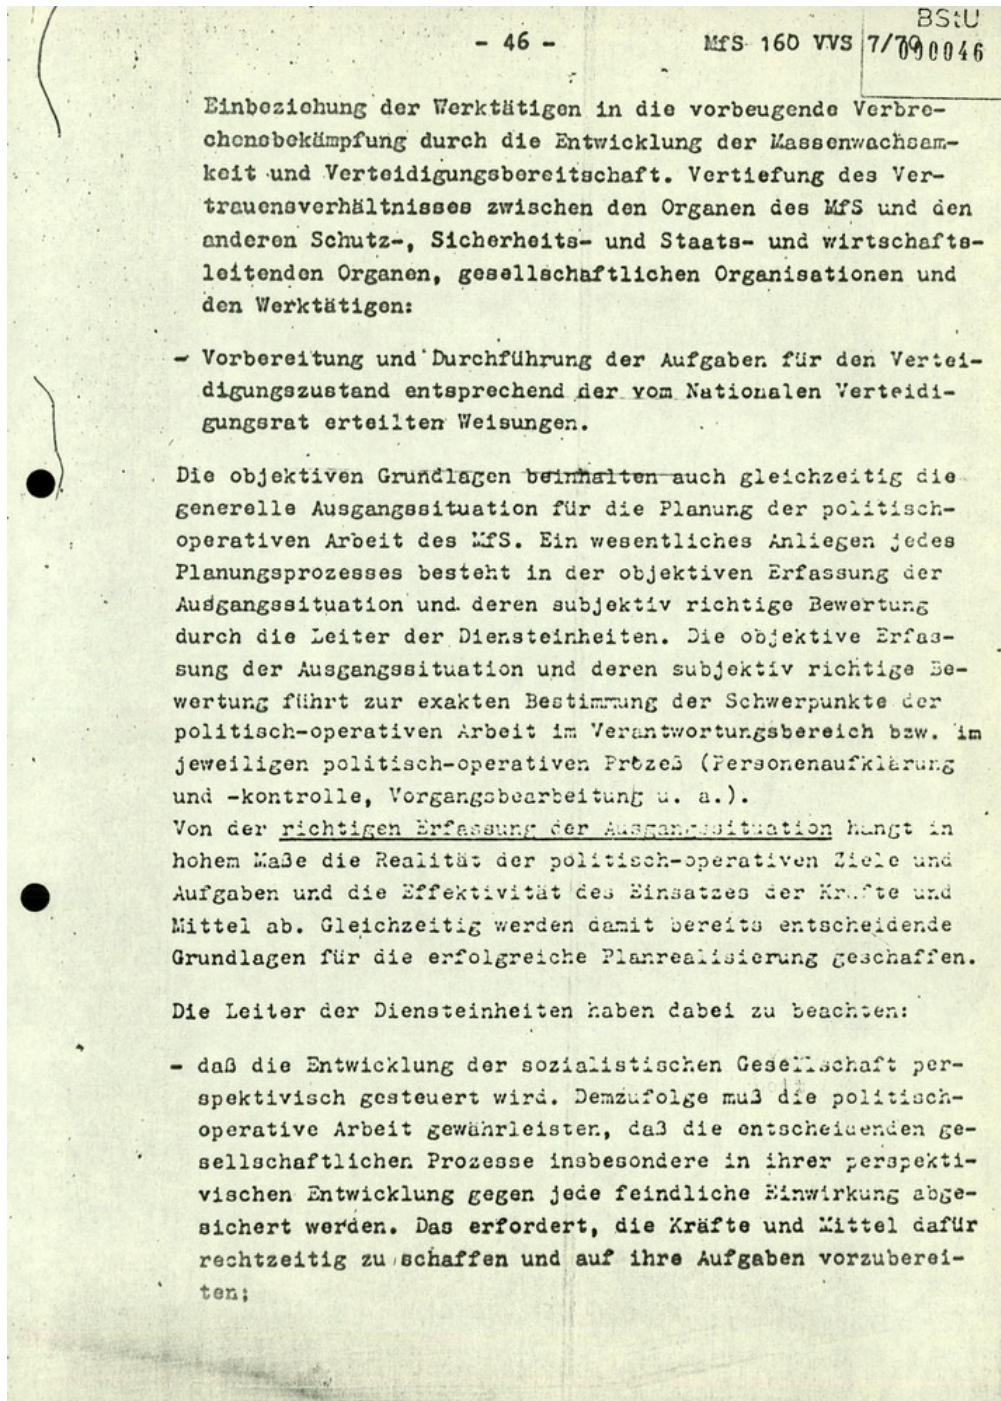 BStU
- 46 -
MfS 160 VVS 7/70
000046
Einbeziehung der Werktätigen in die vorbeugende Verbre-
chensbekämpfung durch die Entwicklung der Massenwachsam-
keit und Verteidigungsbereitschaft. Vertiefung des Ver-
trauensverhältnisses zwischen den Organen des MfS und den
anderen Schutz-, Sicherheits- und Staats- und wirtschafts-
leitenden Organen, gesellschaftlichen Organisationen und
den Werktätigen:
- Vorbereitung und Durchführung der Aufgaben für den Vertei-
digungszustand entsprechend der vom Nationalen Verteidi-
gungsrat erteilten Weisungen.
Die objektiven Grundlagen beinhalten auch gleichzeitig die
generelle Ausgangssituation für die Planung der politisch-
operativen Arbeit des MfS. Ein wesentliches Anliegen jedes
Planungsprozesses besteht in der objektiven Erfassung der
Ausgangssituation und deren subjektiv richtige Bewertung
durch die Leiter der Diensteinheiten. Die objektive Erfas-
sung der Ausgangssituation und deren subjektiv richtige Be-
wertung führt zur exakten Bestimmung der Schwerpunkte der
politisch-operativen Arbeit im Verantwortungsbereich bzw. im
jeweiligen politisch-operativen Prozeß (Personenaufklärung
und -kontrolle, Vorgangsbearbeitung u. a.).
Von der richtigen Erfassung der Ausgangssituation hängt in
hohem Maße die Realität der politisch-operativen Ziele und
Aufgaben und die Effektivität des Einsatzes der Kräfte und
Mittel ab. Gleichzeitig werden damit bereits entscheidende
Grundlagen für die erfolgreiche Planrealisierung geschaffen.
Die Leiter der Diensteinheiten haben dabei zu beachten:
- daß die Entwicklung der sozialistischen Gesellschaft per-
spektivisch gesteuert wird. Demzufolge muß die politisch-
operative Arbeit gewährleisten, daß die entscheidenden ge-
sellschaftlichen Prozesse insbesondere in ihrer perspekti-
vischen Entwicklung gegen jede feindliche Einwirkung abge-
sichert werden. Das erfordert, die Kräfte und Mittel dafür
rechtzeitig zu schaffen und auf ihre Aufgaben vorzuberei-
ten;